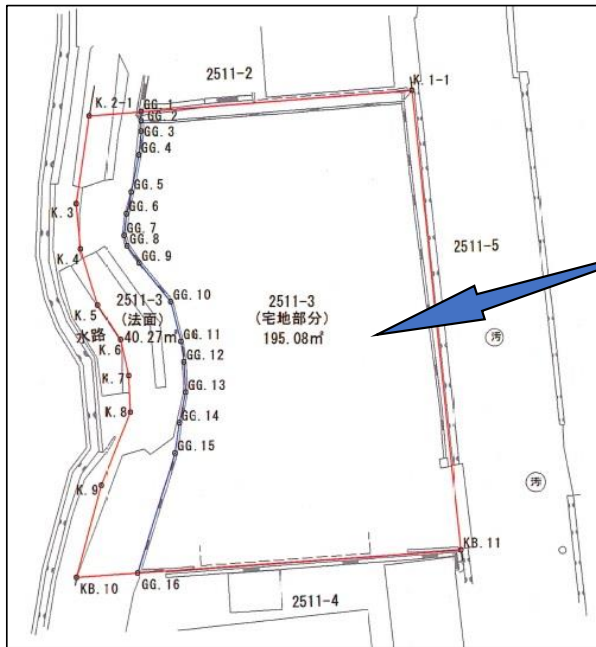 2511-2
K.1-1
K.2-1
GG.1
GG.2
GG.3
GG.4
GG.5
K.3
GG.6
GG.7
GG.8
K.4
GG.9
2511-5
GG.10
K.5
2511-3
(法面)
40.27㎡
2511-3
(宅地部分)
195.08㎡
水路
K.6
GG.11
GG.12
汚
K.7
GG.13
K.8
GG.14
GG.15
K.9
汚
KB.11
KB.10
GG.16
2511-4